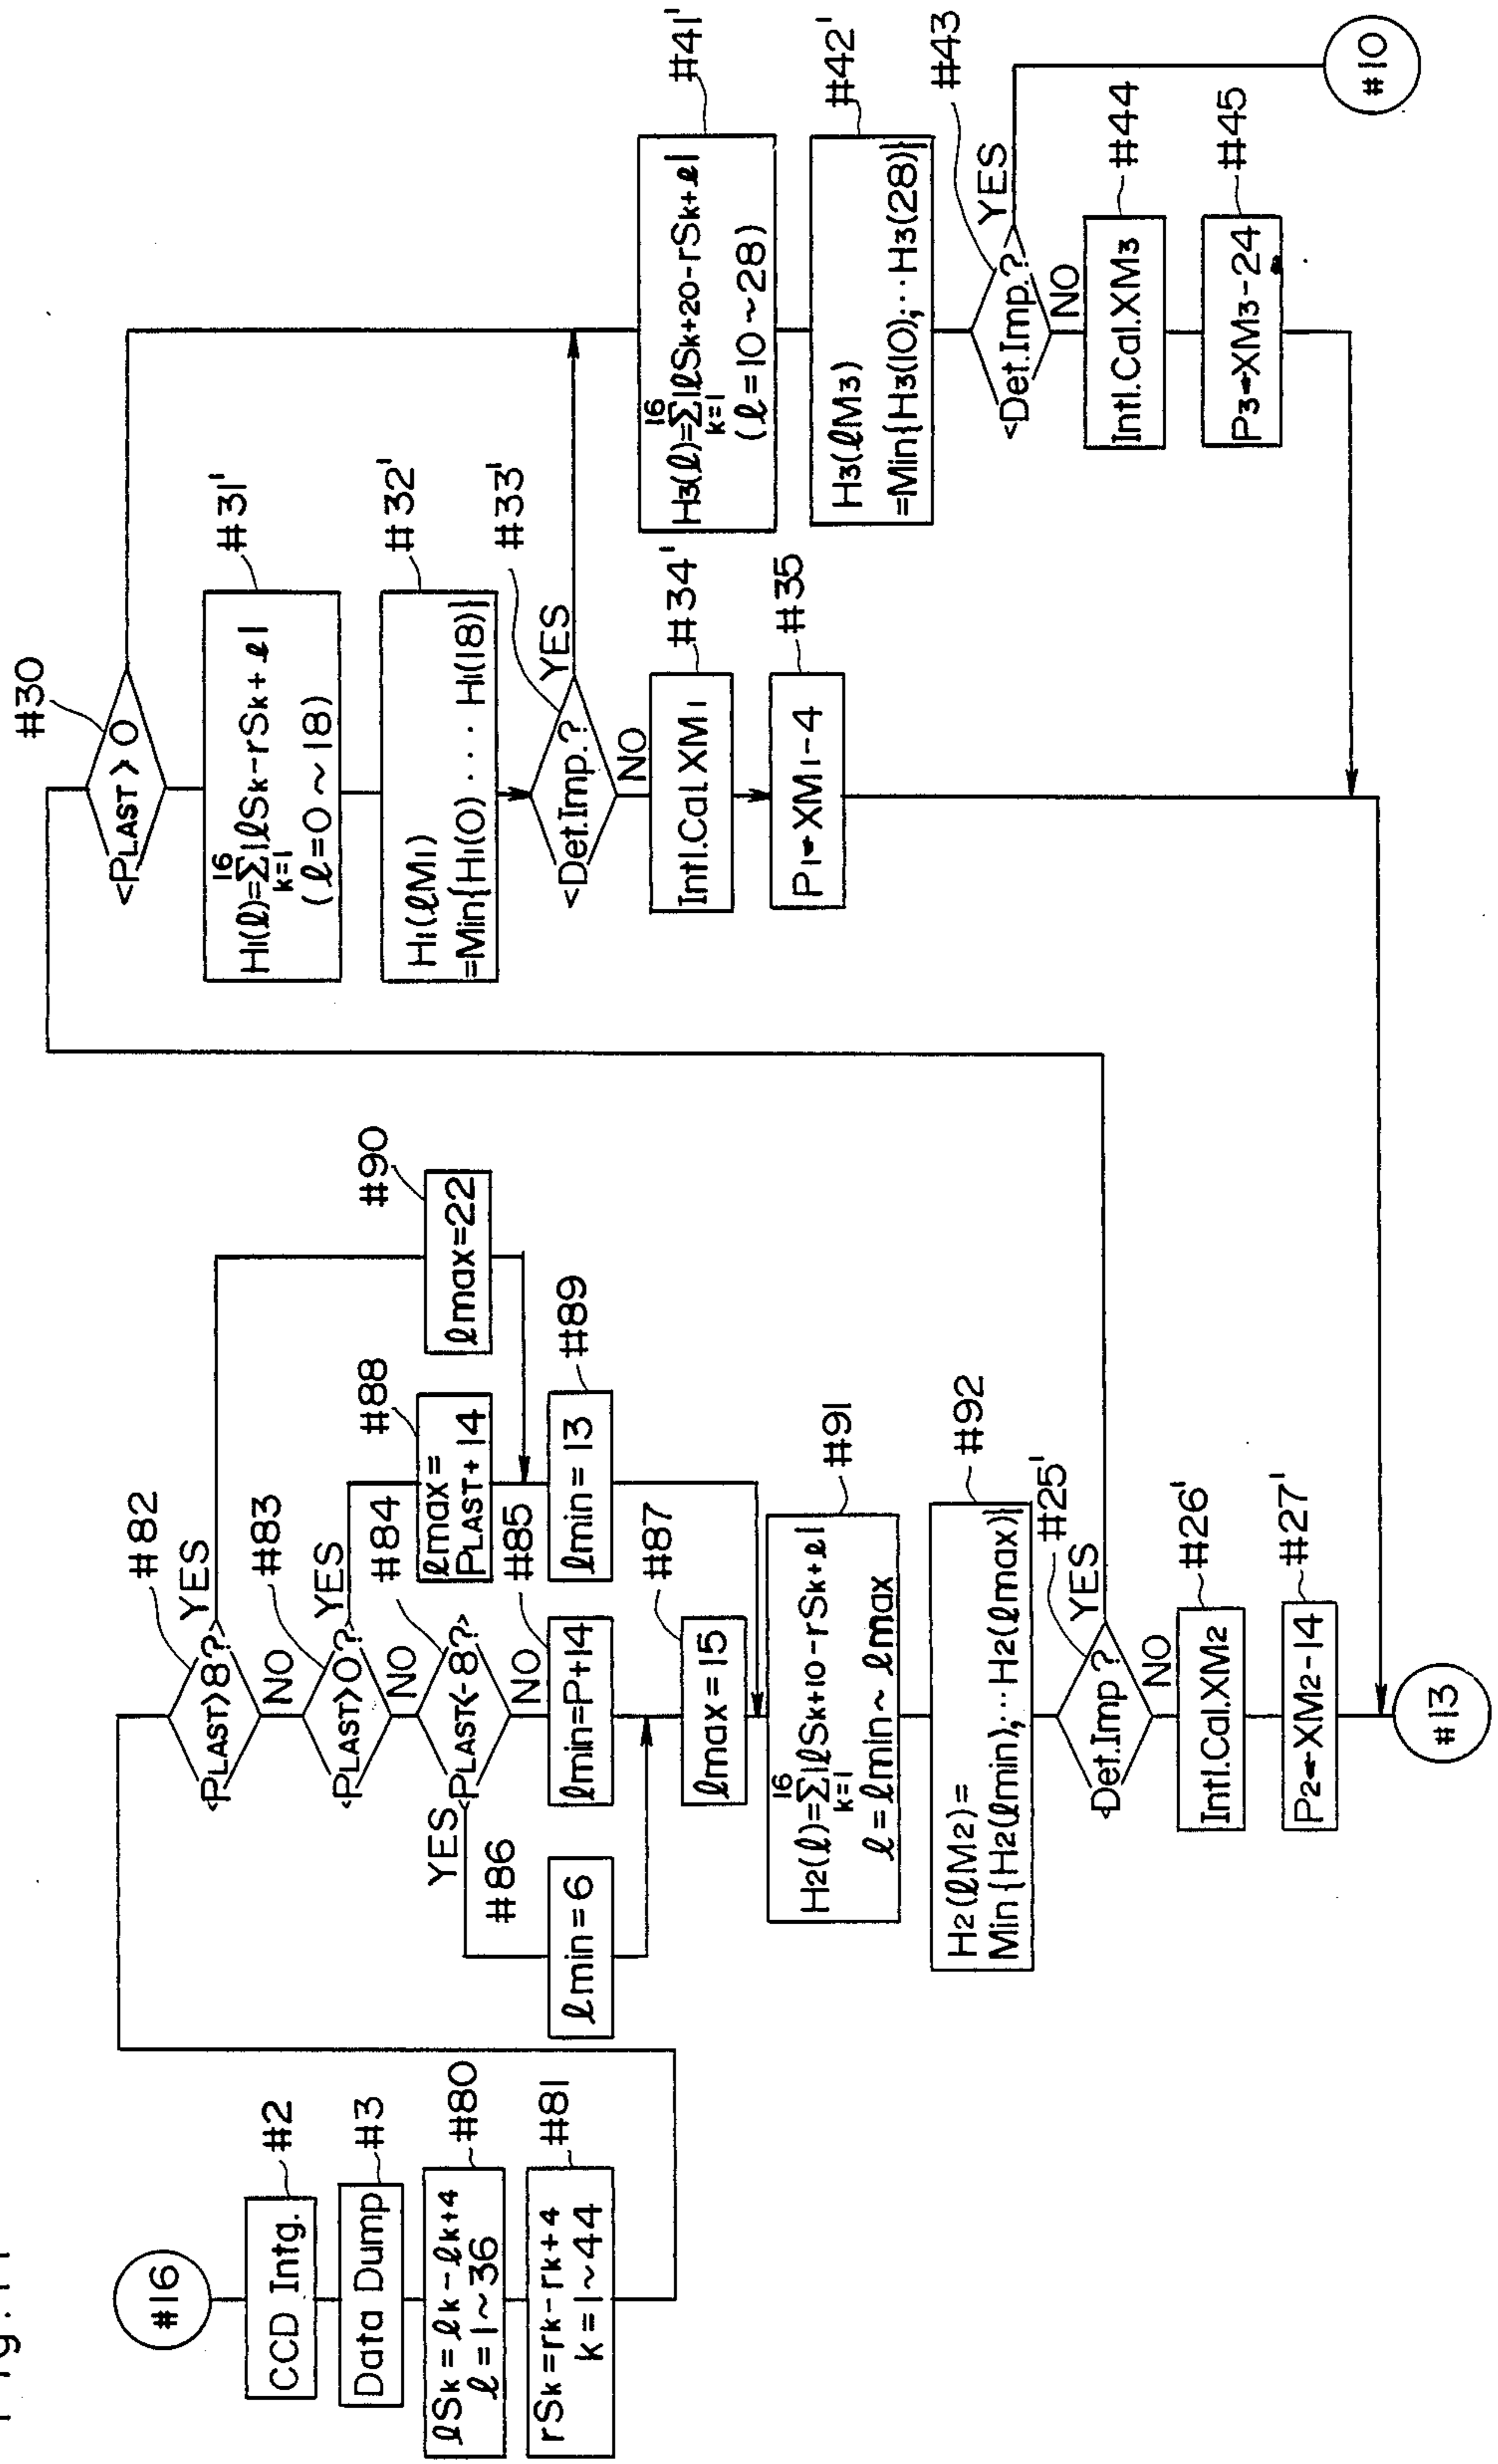 #16
CCD Intg.
#2
Data Dump
#3
ℓSk=ℓk-ℓk+4
ℓ=1~36
#80
rSk=rk-rk+4
k=1~44
#81
<PLAST>8?>
#82
YES
NO
<PLAST>0?>
#83
YES
NO
<PLAST<-8?>
#84
YES
NO
#86
ℓmin=6
ℓmin=P+14
#85
ℓmax=
PLAST+14
#88
ℓmax=22
#90
ℓmin=13
#89
ℓmax=15
#87
H2(ℓ)=Σ|ℓSk+10-rSk+ℓ|
16
k=1
ℓ=ℓmin~ℓmax
#91
H2(ℓM2)=
Min{H2(ℓmin),···H2(ℓmax)}
#92
<Det.Imp?>
#25'
YES
NO
Intl.Cal.XM2
#26'
P2←XM2-14
#27'
#13
<PLAST>0>
#30
H1(ℓ)=Σ|ℓSk-rSk+ℓ|
16
k=1
(ℓ=0~18)
#31'
H1(ℓM1)
=Min{H1(0)····H1(18)}
#32'
<Det.Imp.?>
#33'
YES
NO
Intl.Cal.XM1
#34'
P1←XM1-4
#35
H3(ℓ)=Σ|ℓSk+20-rSk+ℓ|
16
k=1
(ℓ=10~28)
#41'
H3(ℓM3)
=Min{H3(10),···H3(28)}
#42'
<Det.Imp.?>
#43
YES
NO
Intl.Cal.XM3
#44
P3←XM3-24
#45
#10